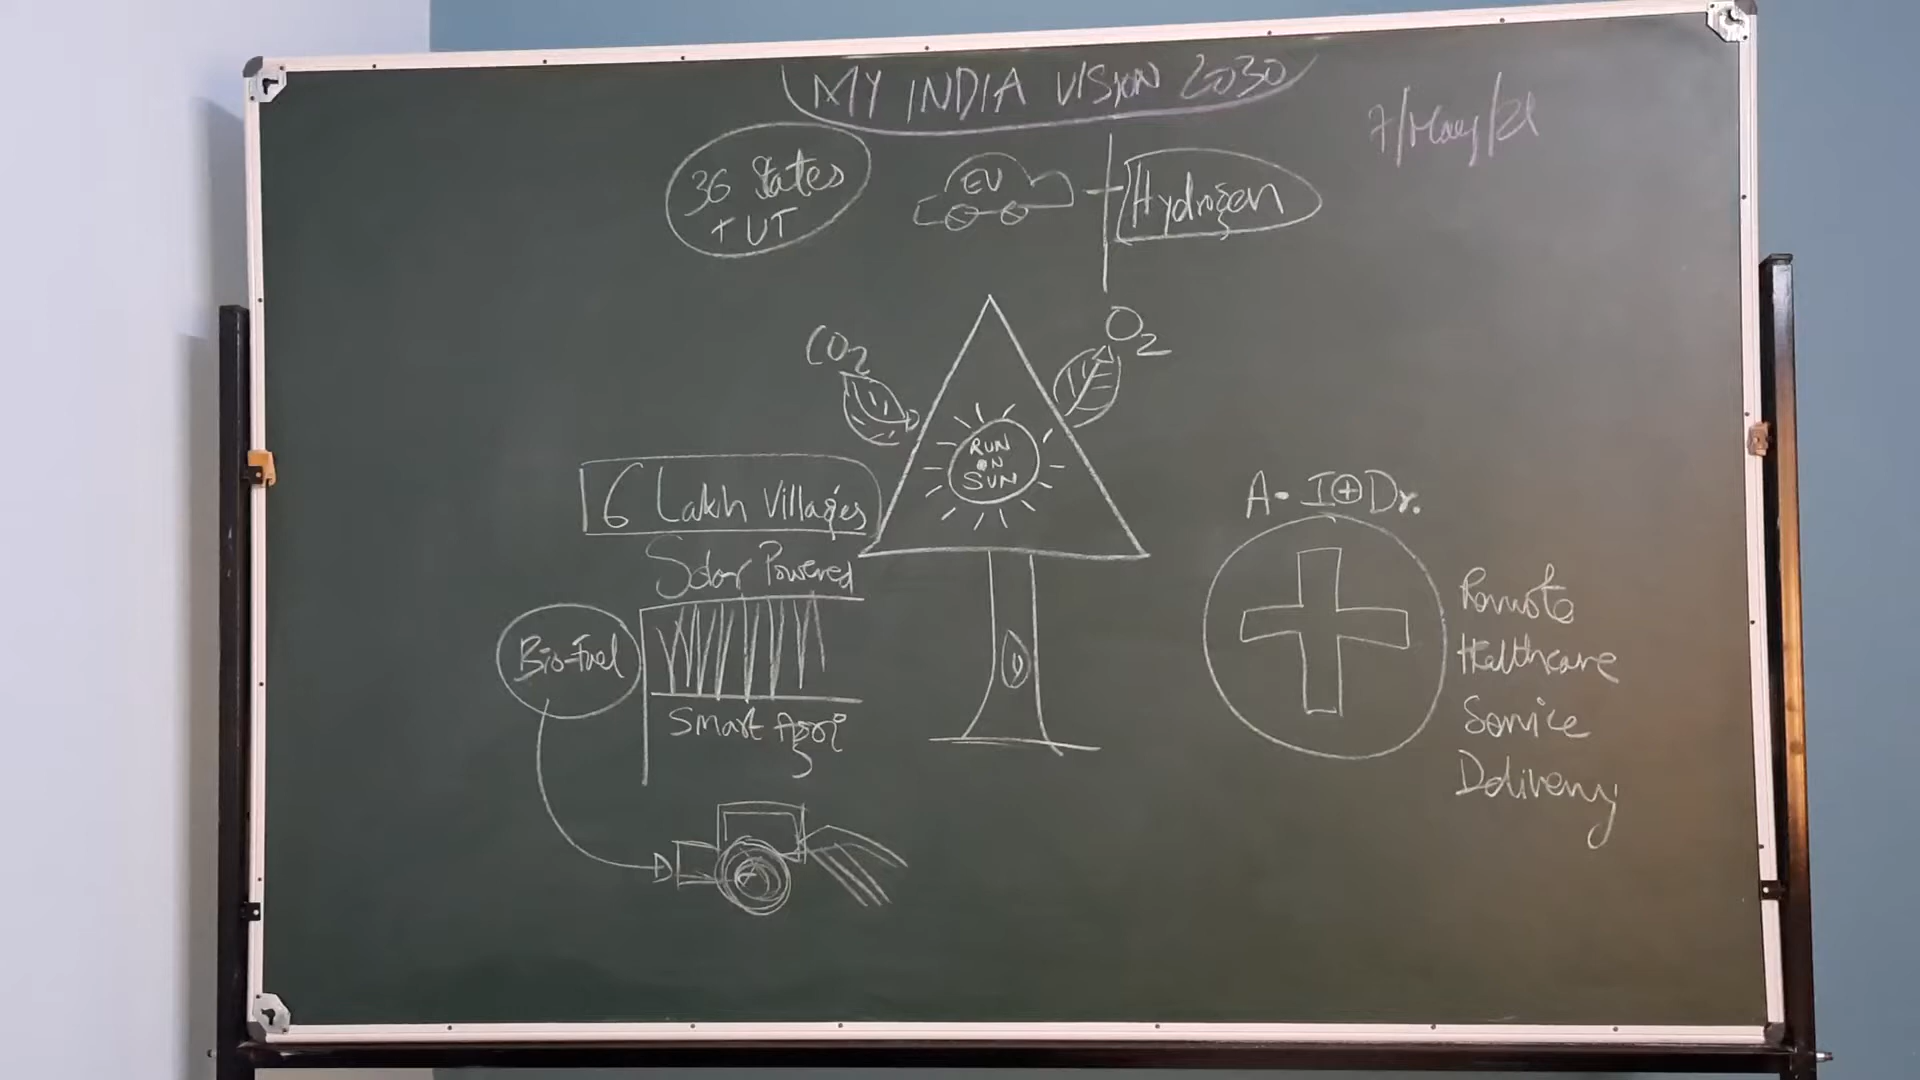 MY INDIA VISION 2030
7/May/21
36 States
+ UT
EV
Hydrogen
CO2
O2
RUN
ON
SUN
6 Lakh Villages
Solar Powered
Bio-Fuel
Smart Agri
A.I + Dr.
Remote
Healthcare
Service
Delivery